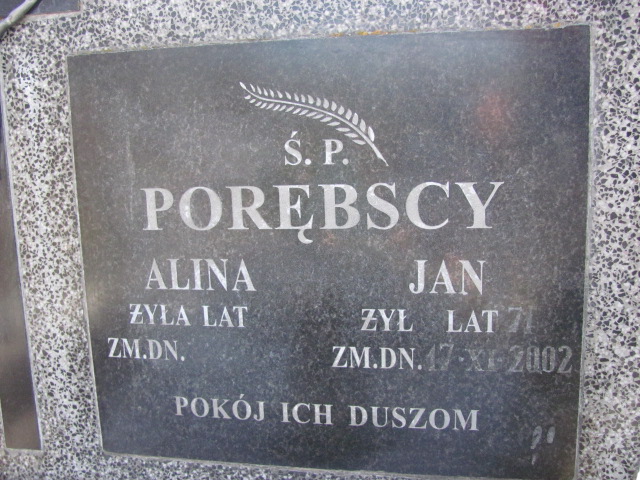 Ś. P.
PORĘBSCY
ALINA JAN
ŻYŁA LAT ŻYŁ LAT 71
ZM.DN. ZM.DN. 17-XI-2002
POKÓJ ICH DUSZOM